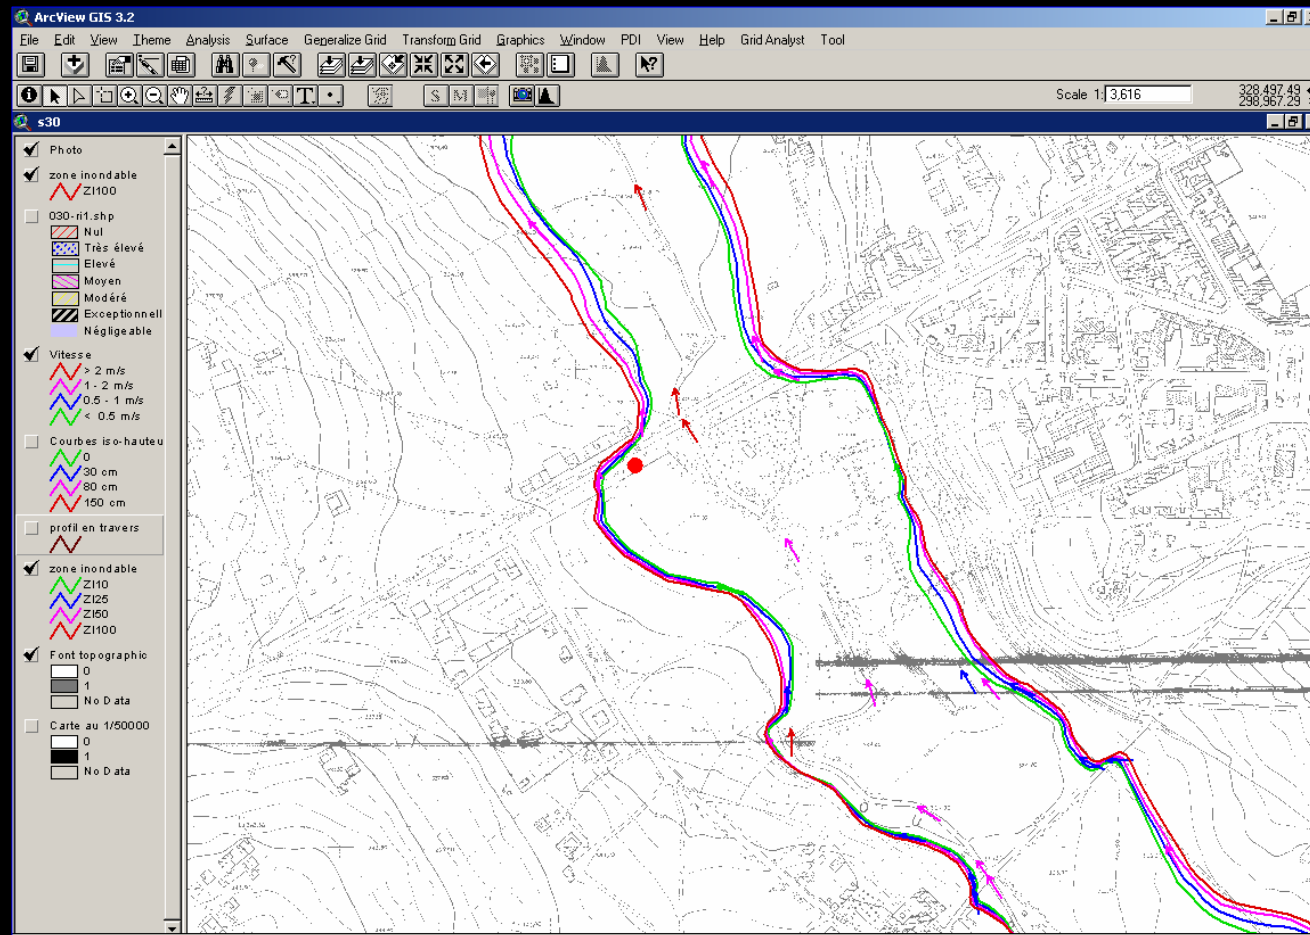 ArcView GIS 3.2
File Edit View Theme Analysis Surface Generalize Grid Transform Grid Graphics Window PDI View Help Grid Analyst Tool
Scale 1: 3,616
328,497.49
298,967.29
s30
Photo
zone inondable
ZI100
030-ri1.shp
Nul
Très élevé
Elevé
Moyen
Modéré
Exceptionnell
Négligeable
Vitesse
> 2 m/s
1 - 2 m/s
0.5 - 1 m/s
< 0.5 m/s
Courbes iso-hauteu
0
30 cm
80 cm
150 cm
profil en travers
zone inondable
ZI10
ZI25
ZI50
ZI100
Font topographic
0
1
No Data
Carte au 1/50000
0
1
No Data